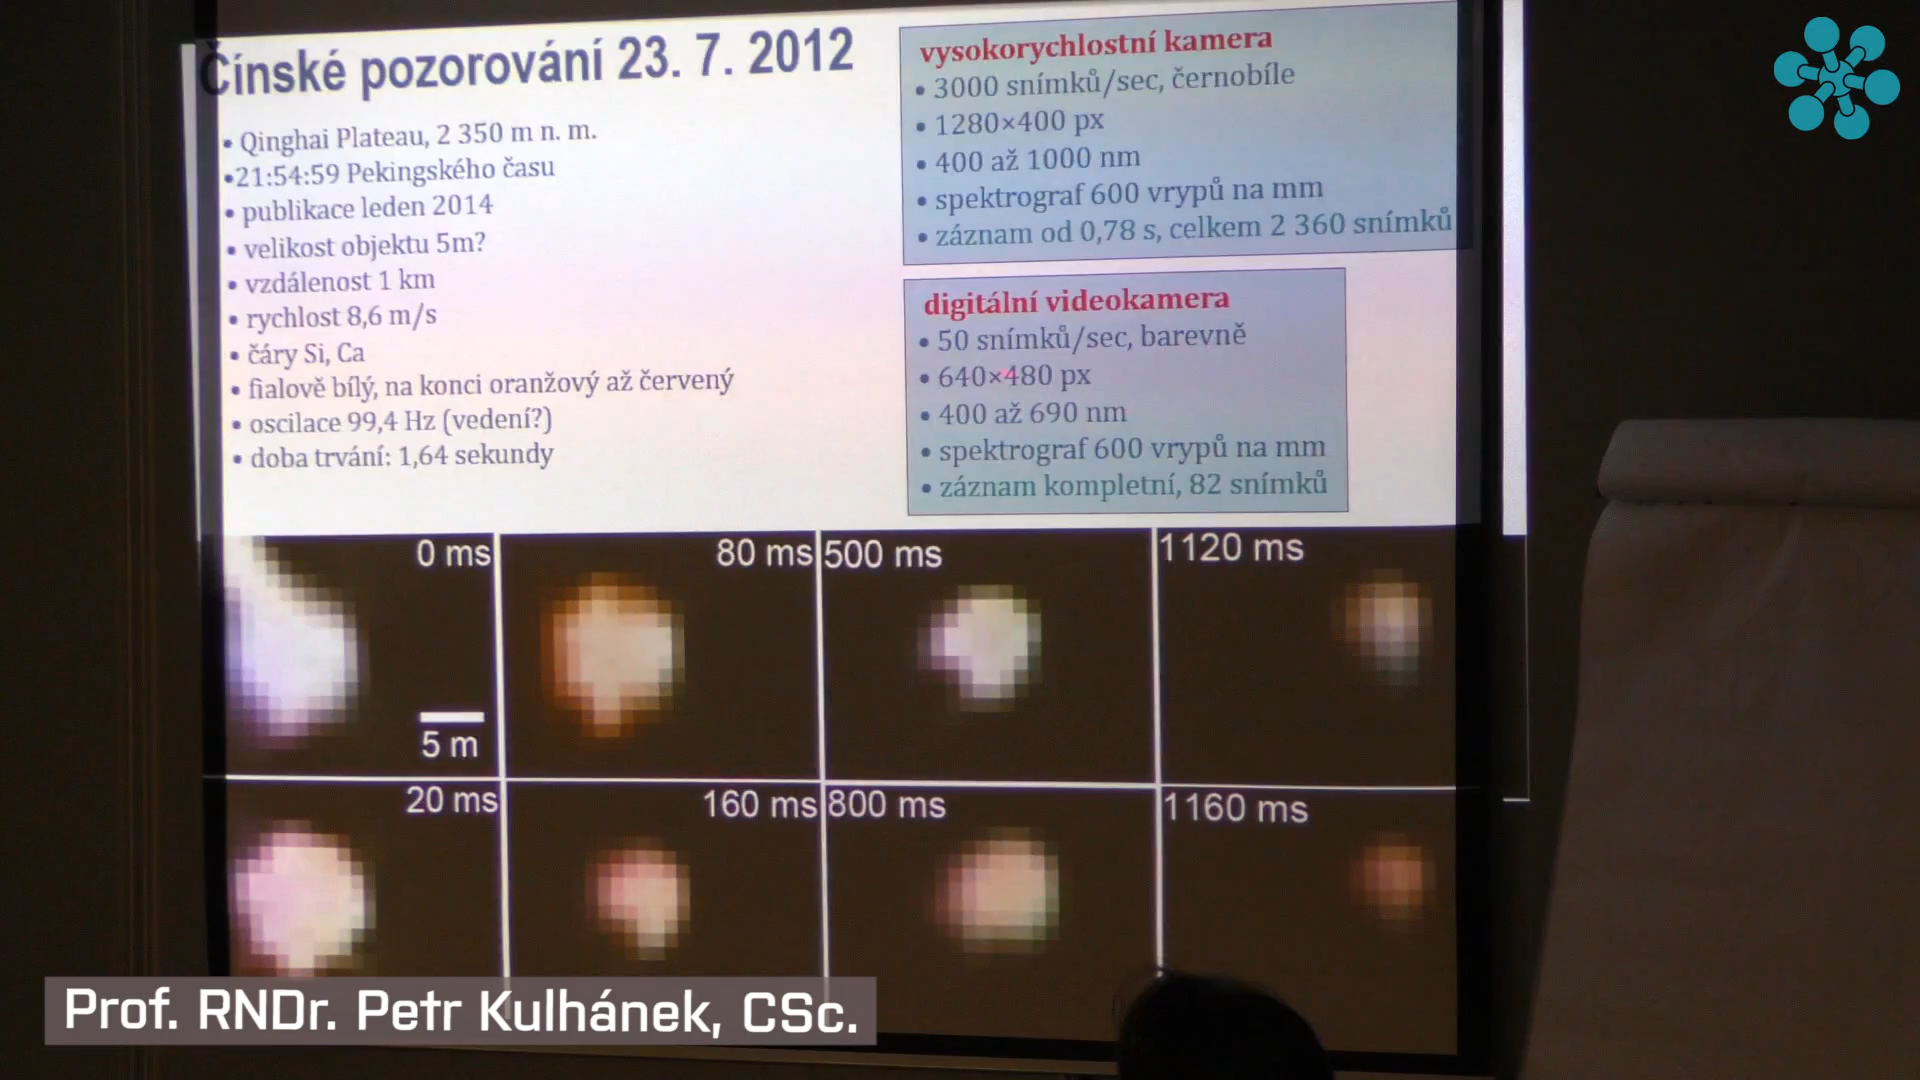 Čínské pozorování 23. 7. 2012
• Qinghai Plateau, 2 350 m n. m.
•21:54:59 Pekingského času
• publikace leden 2014
• velikost objektu 5m?
• vzdálenost 1 km
• rychlost 8,6 m/s
• čáry Si, Ca
• fialově bílý, na konci oranžový až červený
• oscilace 99,4 Hz (vedení?)
• doba trvání: 1,64 sekundy
vysokorychlostní kamera
• 3000 snímků/sec, černobíle
• 1280×400 px
• 400 až 1000 nm
• spektrograf 600 vrypů na mm
• záznam od 0,78 s, celkem 2 360 snímků
digitální videokamera
• 50 snímků/sec, barevně
• 640×480 px
• 400 až 690 nm
• spektrograf 600 vrypů na mm
• záznam kompletní, 82 snímků
0 ms
80 ms
500 ms
1120 ms
5 m
20 ms
160 ms
800 ms
1160 ms
Prof. RNDr. Petr Kulhánek, CSc.